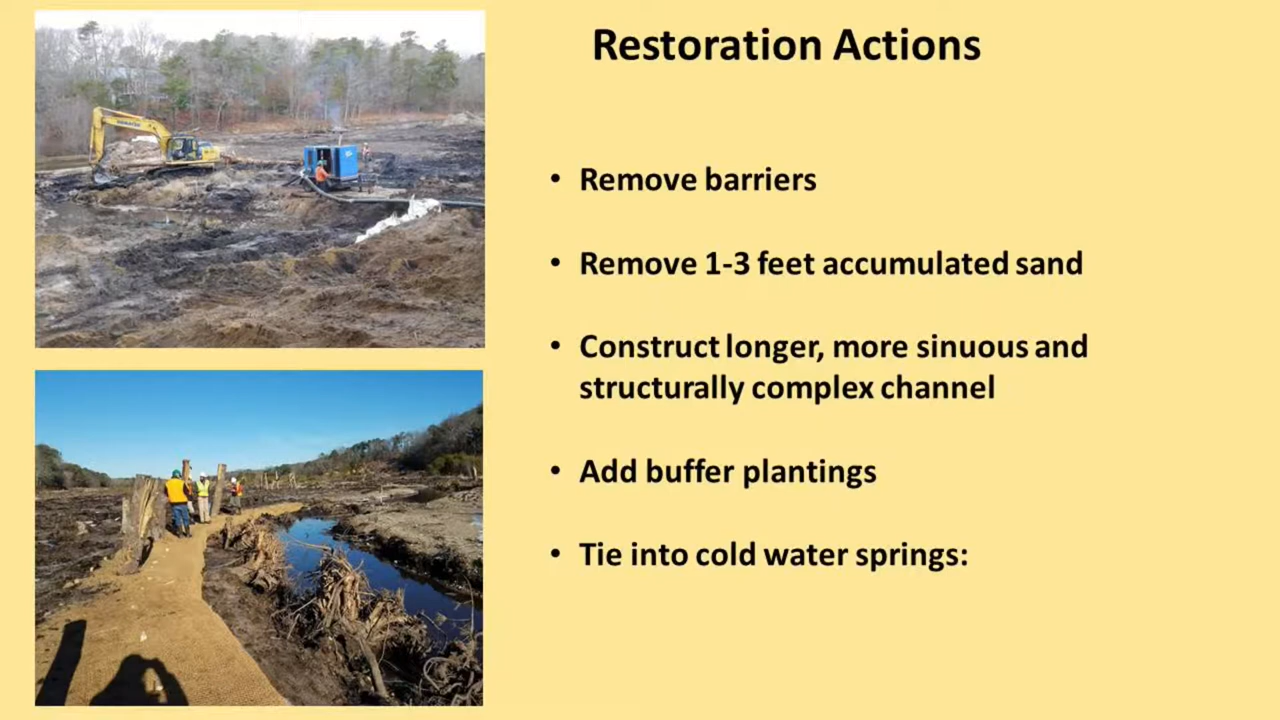 Restoration Actions
• Remove barriers
• Remove 1-3 feet accumulated sand
• Construct longer, more sinuous and
structurally complex channel
• Add buffer plantings
• Tie into cold water springs: